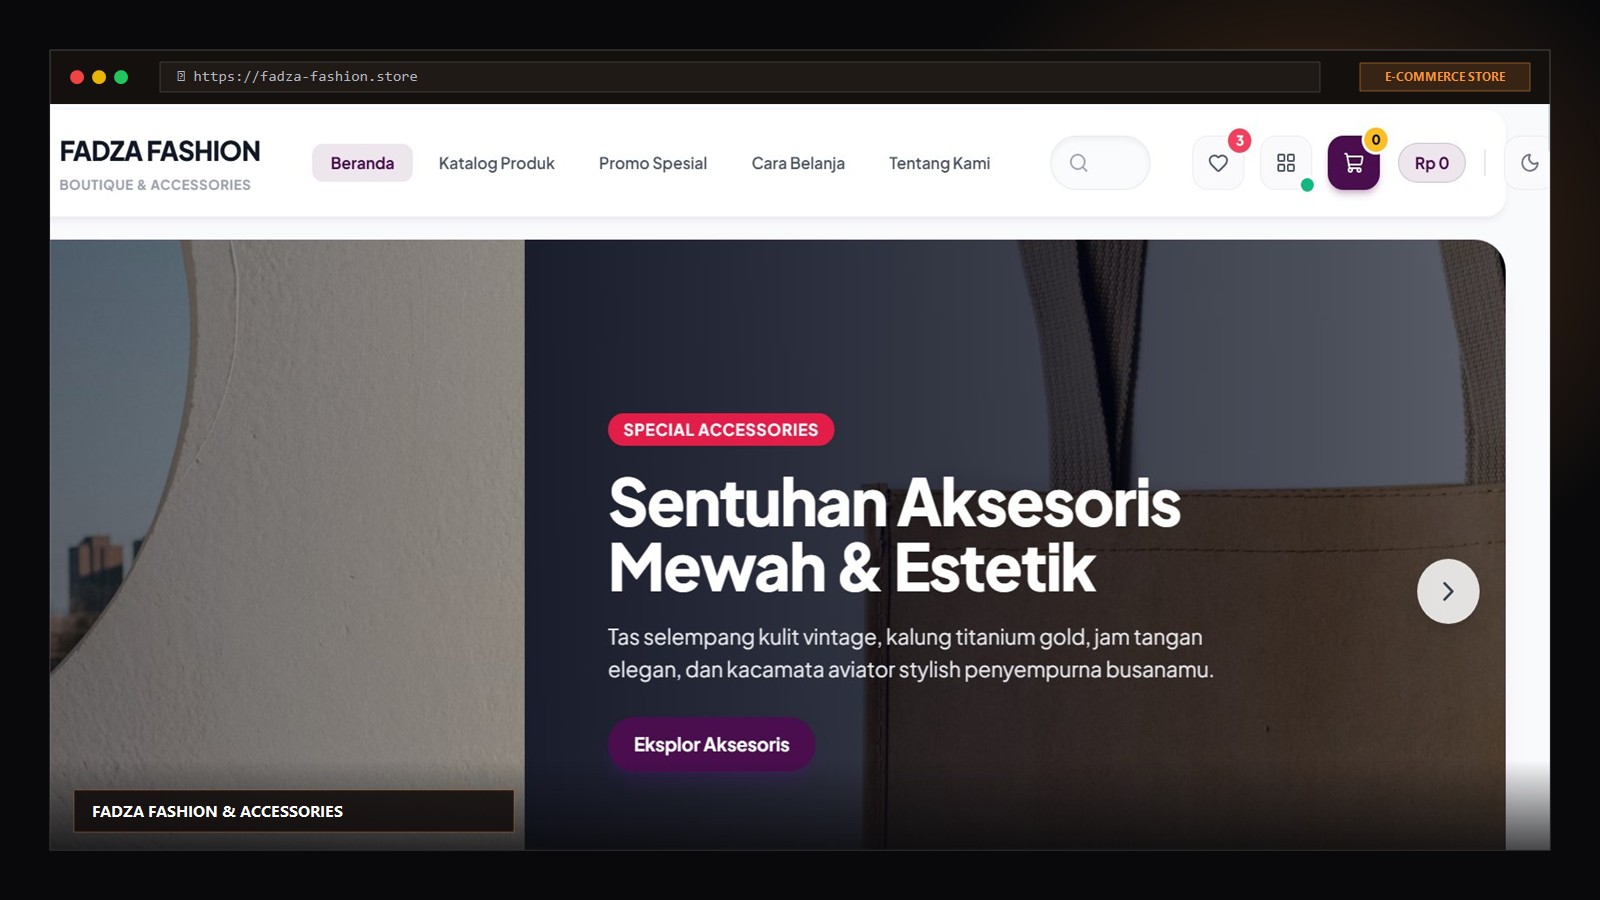 https://fadza-fashion.store
E-COMMERCE STORE
FADZA FASHION
BOUTIQUE & ACCESSORIES
Beranda
Katalog Produk
Promo Spesial
Cara Belanja
Tentang Kami
3
0
Rp 0
SPECIAL ACCESSORIES
Sentuhan Aksesoris
Mewah & Estetik
Tas selempang kulit vintage, kalung titanium gold, jam tangan
elegan, dan kacamata aviator stylish penyempurna busanamu.
Eksplor Aksesoris
FADZA FASHION & ACCESSORIES